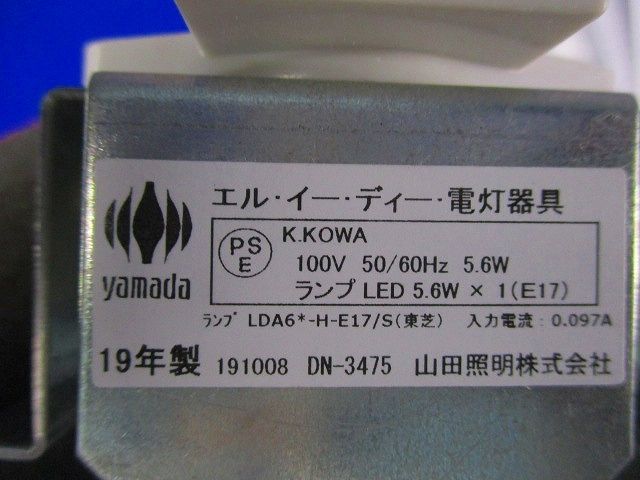 エル・イー・ディー・電灯器具
yamada
PS
E
K.KOWA
100V 50/60Hz 5.6W
ランプ LED 5.6W × 1(E17)
ﾗﾝﾌﾟ LDA6*-H-E17/S(東芝) 入力電流:0.097A
19年製 191008 DN-3475 山田照明株式会社